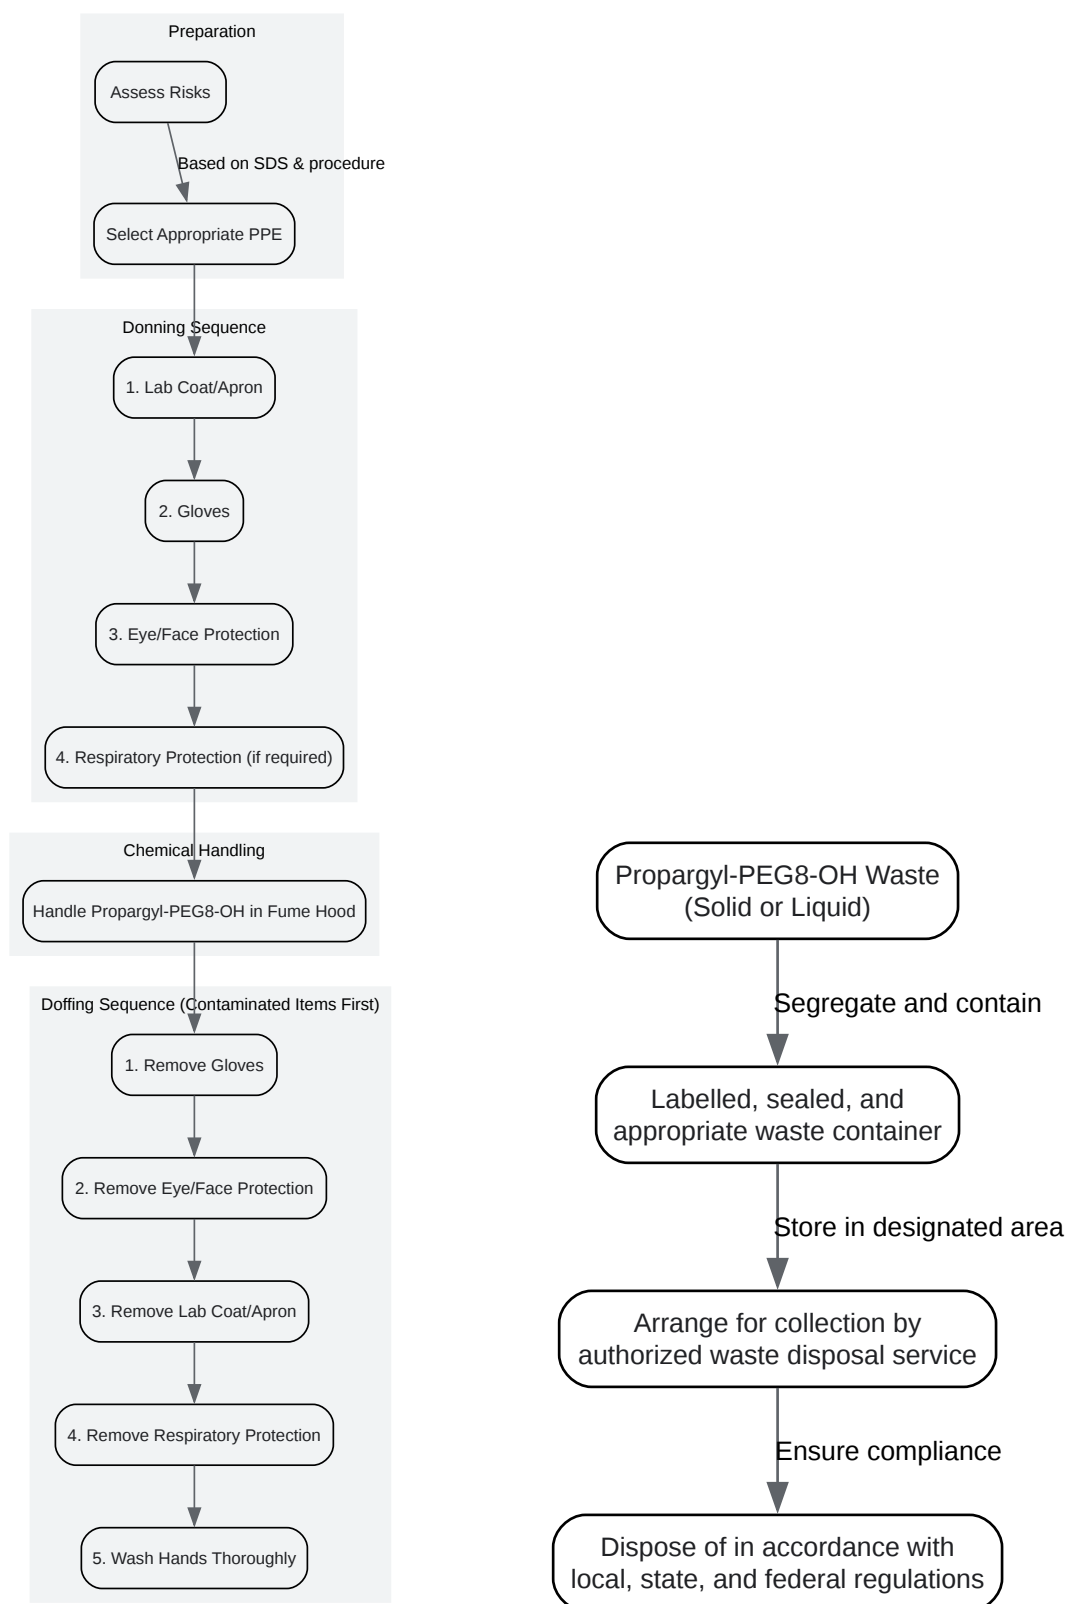 Preparation
Assess Risks
Based on SDS & procedure
Select Appropriate PPE
Donning Sequence
1. Lab Coat/Apron
2. Gloves
3. Eye/Face Protection
4. Respiratory Protection (if required)
Chemical Handling
Handle Propargyl-PEG8-OH in Fume Hood
Doffing Sequence (Contaminated Items First)
1. Remove Gloves
2. Remove Eye/Face Protection
3. Remove Lab Coat/Apron
4. Remove Respiratory Protection
5. Wash Hands Thoroughly
Propargyl-PEG8-OH Waste
(Solid or Liquid)
Segregate and contain
Labelled, sealed, and
appropriate waste container
Store in designated area
Arrange for collection by
authorized waste disposal service
Ensure compliance
Dispose of in accordance with
local, state, and federal regulations